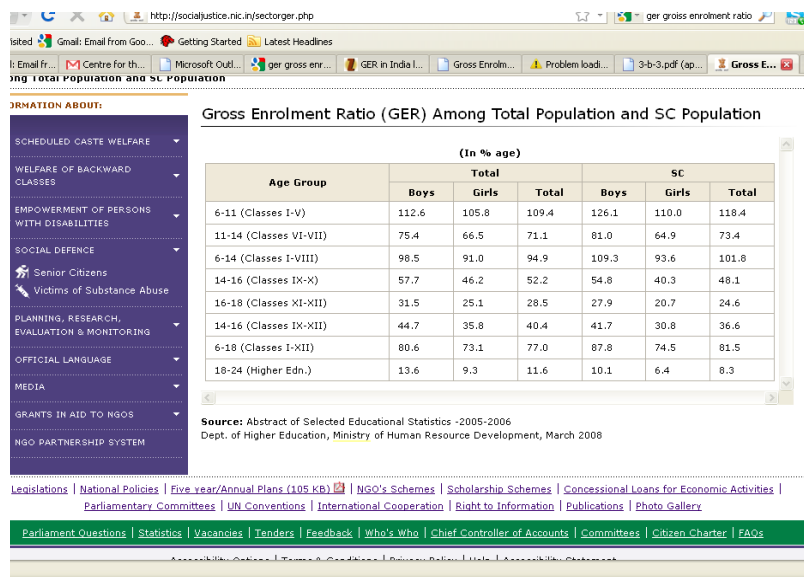 http://socialjustice.nic.in/sectorger.php
ger groiss enrolment ratio
isited Gmail: Email from Goo... Getting Started Latest Headlines
l: Email fr... Centre for th... Microsoft Outl... ger gross enr... GER in India l... Gross Enrolm... Problem loadi... 3-b-3.pdf (ap... Gross E...
ong Total Population and SC Population
ORMATION ABOUT:
SCHEDULED CASTE WELFARE
WELFARE OF BACKWARD
CLASSES
EMPOWERMENT OF PERSONS
WITH DISABILITIES
SOCIAL DEFENCE
Senior Citizens
Victims of Substance Abuse
PLANNING, RESEARCH,
EVALUATION & MONITORING
OFFICIAL LANGUAGE
MEDIA
GRANTS IN AID TO NGOS
NGO PARTNERSHIP SYSTEM
Gross Enrolment Ratio (GER) Among Total Population and SC Population
(In % age)
Age Group Total SC
Boys Girls Total Boys Girls Total
6-11 (Classes I-V) 112.6 105.8 109.4 126.1 110.0 118.4
11-14 (Classes VI-VII) 75.4 66.5 71.1 81.0 64.9 73.4
6-14 (Classes I-VIII) 98.5 91.0 94.9 109.3 93.6 101.8
14-16 (Classes IX-X) 57.7 46.2 52.2 54.8 40.3 48.1
16-18 (Classes XI-XII) 31.5 25.1 28.5 27.9 20.7 24.6
14-16 (Classes IX-XII) 44.7 35.8 40.4 41.7 30.8 36.6
6-18 (Classes I-XII) 80.6 73.1 77.0 87.8 74.5 81.5
18-24 (Higher Edn.) 13.6 9.3 11.6 10.1 6.4 8.3
Source: Abstract of Selected Educational Statistics -2005-2006
Dept. of Higher Education, Ministry of Human Resource Development, March 2008
Legislations | National Policies | Five year/Annual Plans (105 KB) | NGO's Schemes | Scholarship Schemes | Concessional Loans for Economic Activities |
Parliamentary Committees | UN Conventions | International Cooperation | Right to Information | Publications | Photo Gallery
Parliament Questions | Statistics | Vacancies | Tenders | Feedback | Who's Who | Chief Controller of Accounts | Committees | Citizen Charter | FAQs
Accessibility Options | Terms & Conditions | Privacy Policy | Help | Accessibility Statement